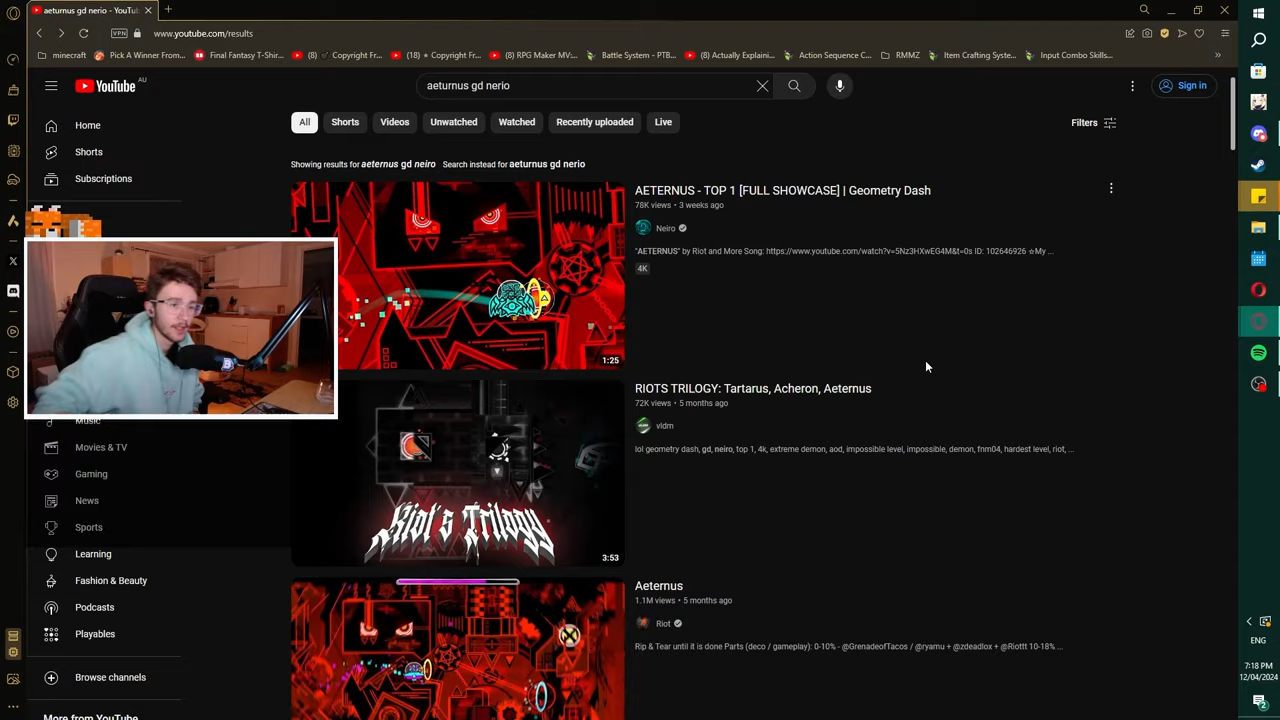 aeturnus gd nerio - YouTu
VPN www.youtube.com/results
minecraft Pick A Winner From... Final Fantasy T-Shir... (8) ♂ Copyright Fr... (18) ★ Copyright Fr... (8) RPG Maker MV:... Battle System - PTB... (8) Actually Explaini... Action Sequence C... RMMZ Item Crafting Syste... Input Combo Skills... »
YouTube AU
aeturnus gd nerio
Sign in
All Shorts Videos Unwatched Watched Recently uploaded Live
Filters
Home
Shorts
Subscriptions
Music
Movies & TV
Gaming
News
Sports
Learning
Fashion & Beauty
Podcasts
Playables
Browse channels
More from YouTube
Showing results for aeternus gd neiro Search instead for aeturnus gd nerio
1:25
AETERNUS - TOP 1 [FULL SHOWCASE] | Geometry Dash
78K views • 3 weeks ago
Neiro
"AETERNUS" by Riot and More Song: https://www.youtube.com/watch?v=5Nz3HXwEG4M&t=0s ID: 102646926 ☆My ...
4K
Riot's Trilogy
3:53
RIOTS TRILOGY: Tartarus, Acheron, Aeternus
72K views • 5 months ago
vldm
lol geometry dash, gd, neiro, top 1, 4k, extreme demon, aod, impossible level, impossible, demon, fnm04, hardest level, riot, ...
Aeternus
1.1M views • 5 months ago
Riot
Rip & Tear until it is done Parts (deco / gameplay): 0-10% - @GrenadeofTacos / @ryamu + @zdeadlox + @Riottt 10-18% ...
ENG
7:18 PM
12/04/2024